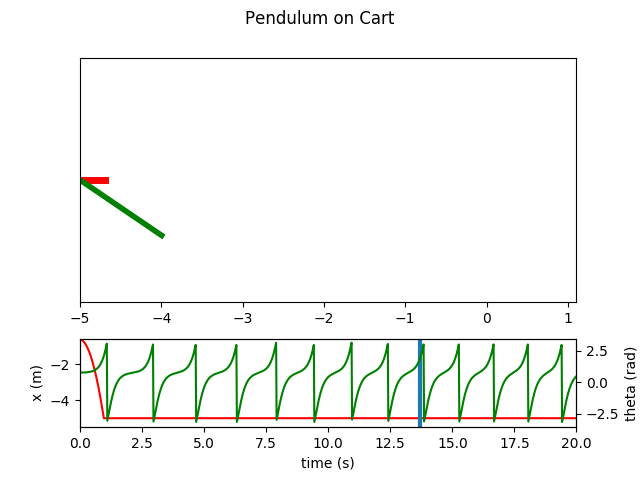 Pendulum on Cart
−5 −4 −3 −2 −1 0 1
−2
−4
x (m)
2.5
0.0
−2.5
theta (rad)
0.0 2.5 5.0 7.5 10.0 12.5 15.0 17.5 20.0
time (s)